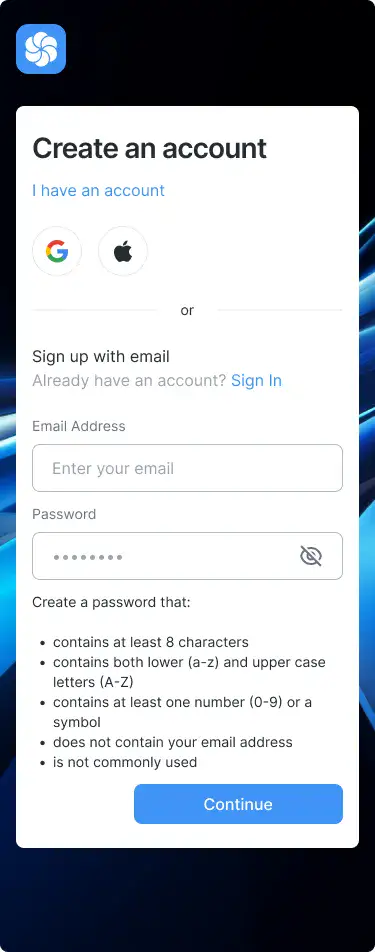 Create an account
I have an account
or
Sign up with email
Already have an account? Sign In
Email Address
Enter your email
Password
Create a password that:
• contains at least 8 characters
• contains both lower (a-z) and upper case
letters (A-Z)
• contains at least one number (0-9) or a
symbol
• does not contain your email address
• is not commonly used
Continue